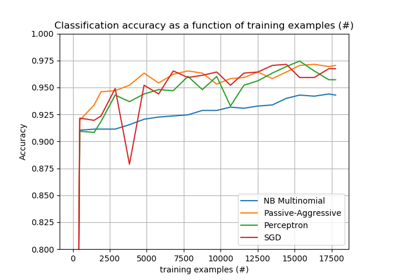 Classification accuracy as a function of training examples (#)
1.000
0.975
0.950
0.925
0.900
0.875
0.850
0.825
0.800
Accuracy
NB Multinomial
Passive-Aggressive
Perceptron
SGD
0 2500 5000 7500 10000 12500 15000 17500
training examples (#)